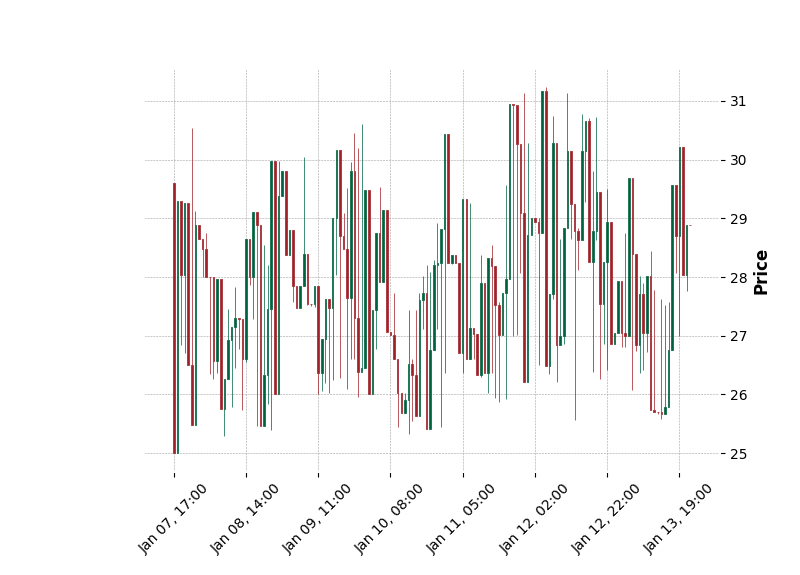 31
30
29
28
27
26
25
Price
Jan 07, 17:00
Jan 08, 14:00
Jan 09, 11:00
Jan 10, 08:00
Jan 11, 05:00
Jan 12, 02:00
Jan 12, 22:00
Jan 13, 19:00